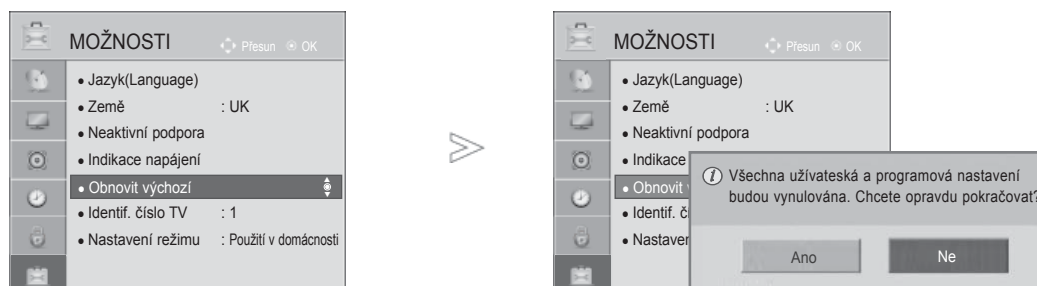 MOŽNOSTI Přesun OK
• Jazyk(Language)
• Země : UK
• Neaktivní podpora
• Indikace napájení
• Obnovit výchozí
• Identif. číslo TV : 1
• Nastavení režimu : Použití v domácnosti
MOŽNOSTI Přesun OK
• Jazyk(Language)
• Země : UK
• Neaktivní podpora
• Indikace
• Obnovit
• Identif. č
• Nastaven
Všechna užívateská a programová nastavení
budou vynulována. Chcete opravdu pokračovat?
Ano Ne